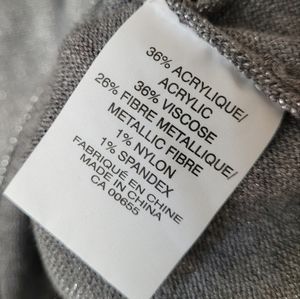 36% ACRYLIQUE/
ACRYLIC
36% VISCOSE
26% FIBRE METALLIQUE/
METALLIC FIBRE
1% NYLON
1% SPANDEX
FABRIQUÉ EN CHINE
MADE IN CHINA
CA 00655